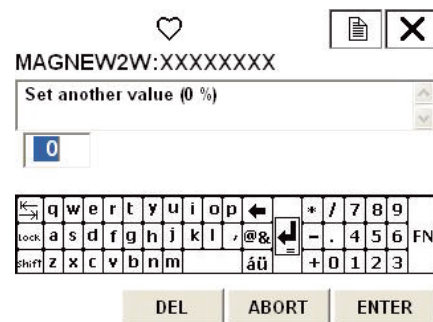 MAGNEW2W:XXXXXXXX
Set another value (0 %)
0
q w e r t y u i o p * / 7 8 9
Lock a s d f g h j k l , @& - . 4 5 6 FN
Shift z x c v b n m áü = + 0 1 2 3
DEL ABORT ENTER